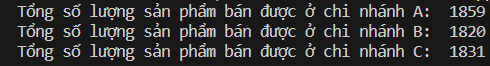 Tổng số lượng sản phẩm bán được ở chi nhánh A: 1859
Tổng số lượng sản phẩm bán được ở chi nhánh B: 1820
Tổng số lượng sản phẩm bán được ở chi nhánh C: 1831